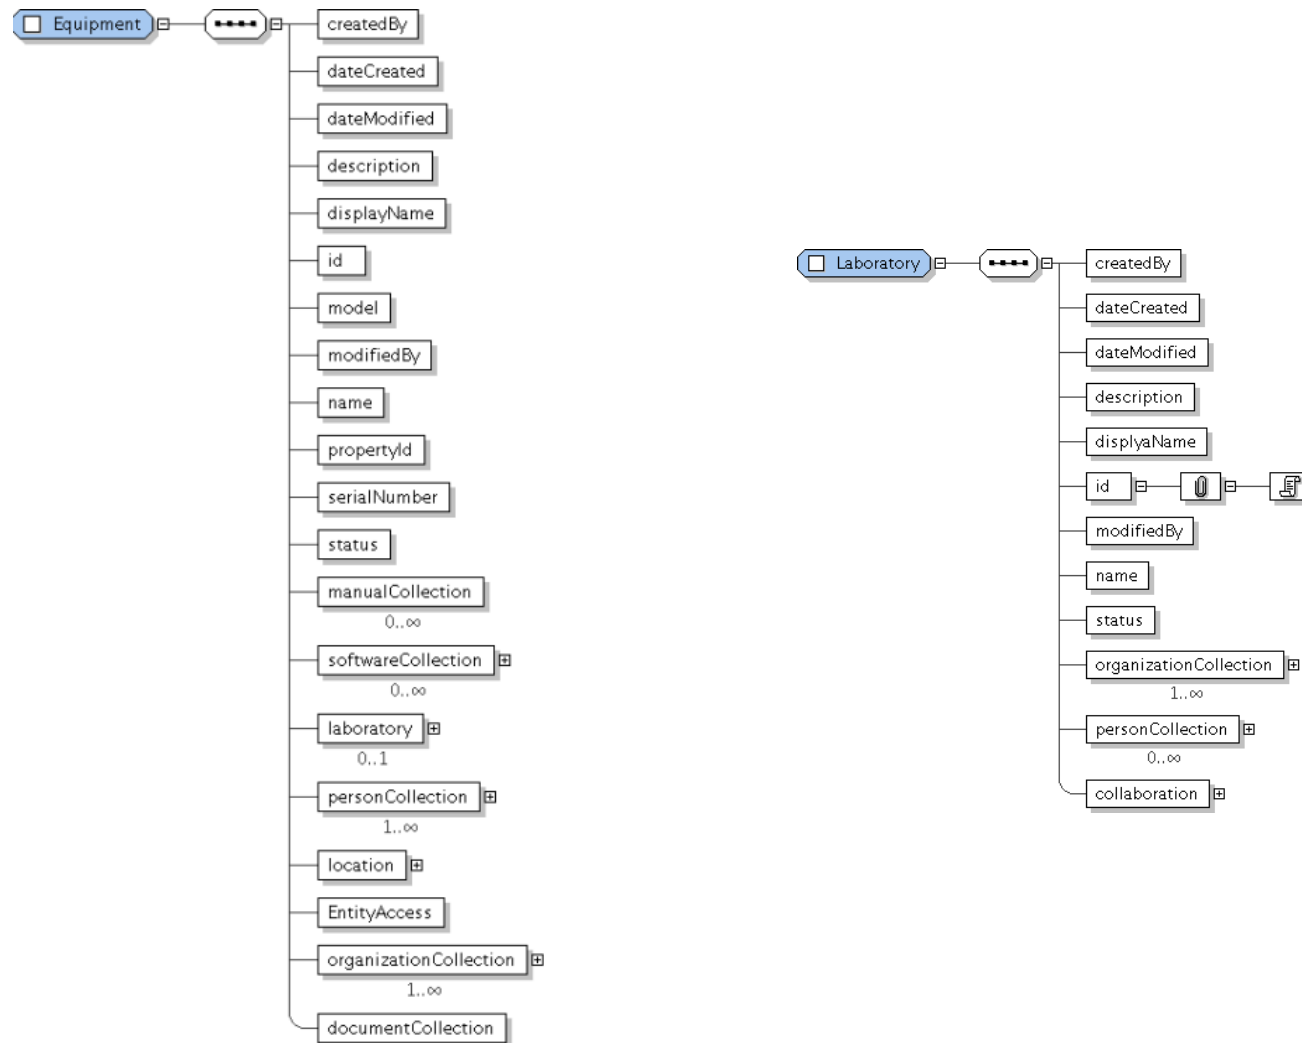 Equipment
createdBy
dateCreated
dateModified
description
displayName
id
model
modifiedBy
name
propertyId
serialNumber
status
manualCollection
0..∞
softwareCollection
0..∞
laboratory
0..1
personCollection
1..∞
location
EntityAccess
organizationCollection
1..∞
documentCollection
Laboratory
createdBy
dateCreated
dateModified
description
displyaName
id
modifiedBy
name
status
organizationCollection
1..∞
personCollection
0..∞
collaboration